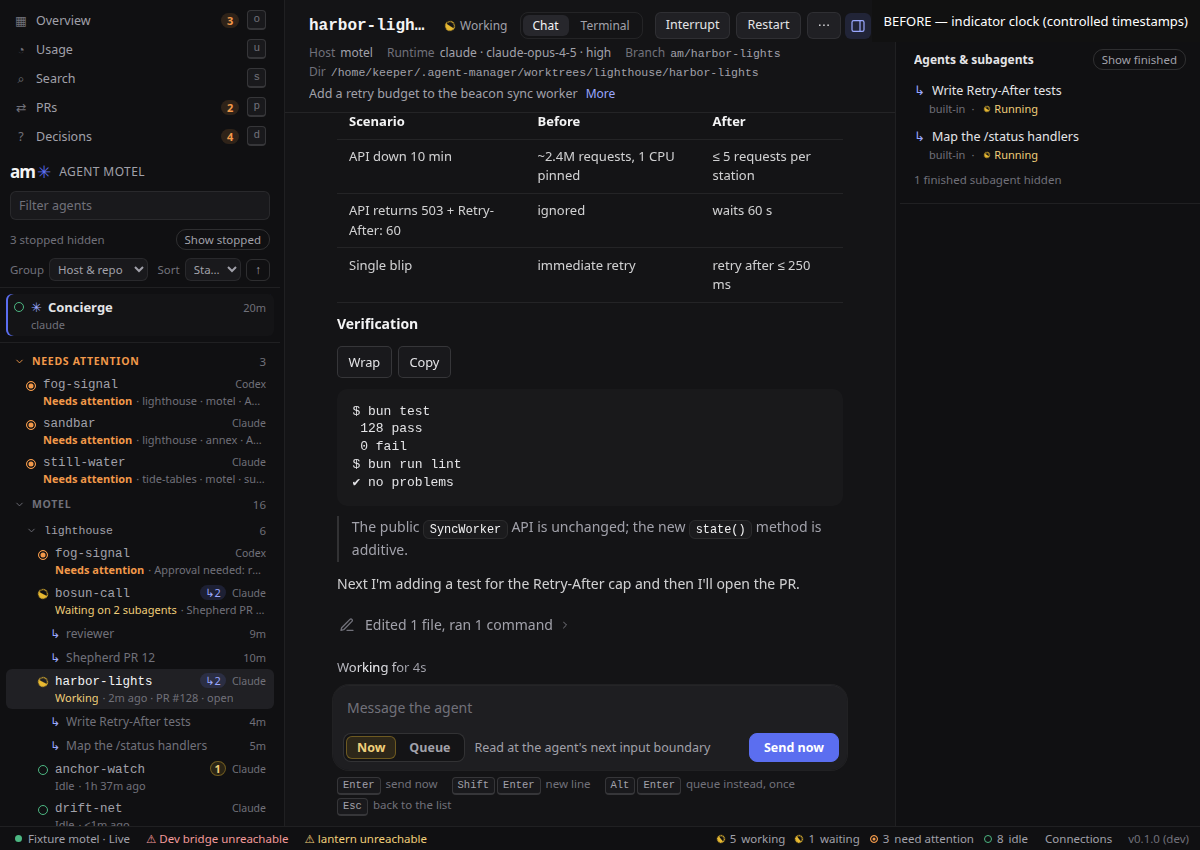 Overview 3 o
Usage u
Search s
PRs 2 p
? Decisions 4 d
am✳ AGENT MOTEL
Filter agents
3 stopped hidden Show stopped
Group Host & repo Sort Sta... ↑
✳ Concierge 20m
claude
NEEDS ATTENTION 3
fog-signal Codex
Needs attention · lighthouse · motel · A...
sandbar Claude
Needs attention · lighthouse · annex · A...
still-water Claude
Needs attention · tide-tables · motel · su...
MOTEL 16
lighthouse 6
fog-signal Codex
Needs attention · Approval needed: r...
bosun-call ↳2 Claude
Waiting on 2 subagents · Shepherd PR ...
↳ reviewer 9m
↳ Shepherd PR 12 10m
harbor-lights ↳2 Claude
Working · 2m ago · PR #128 · open
↳ Write Retry-After tests 4m
↳ Map the /status handlers 5m
anchor-watch 1 Claude
Idle · 1h 37m ago
drift-net Claude
Idle · <1m ago
harbor-ligh... Working Chat Terminal Interrupt Restart ...
Host motel Runtime claude · claude-opus-4-5 · high Branch am/harbor-lights
Dir /home/keeper/.agent-manager/worktrees/lighthouse/harbor-lights
Add a retry budget to the beacon sync worker More
Scenario Before After
API down 10 min ~2.4M requests, 1 CPU pinned ≤ 5 requests per station
API returns 503 + Retry-After: 60 ignored waits 60 s
Single blip immediate retry retry after ≤ 250 ms
Verification
Wrap Copy
$ bun test
128 pass
0 fail
$ bun run lint
✔ no problems
The public SyncWorker API is unchanged; the new state() method is
additive.
Next I'm adding a test for the Retry-After cap and then I'll open the PR.
Edited 1 file, ran 1 command >
Working for 4s
Message the agent
Now Queue Read at the agent's next input boundary Send now
Enter send now Shift Enter new line Alt Enter queue instead, once
Esc back to the list
BEFORE — indicator clock (controlled timestamps)
Agents & subagents Show finished
↳ Write Retry-After tests
built-in · Running
↳ Map the /status handlers
built-in · Running
1 finished subagent hidden
Fixture motel · Live ⚠ Dev bridge unreachable ⚠ lantern unreachable 5 working 1 waiting 3 need attention 8 idle Connections v0.1.0 (dev)